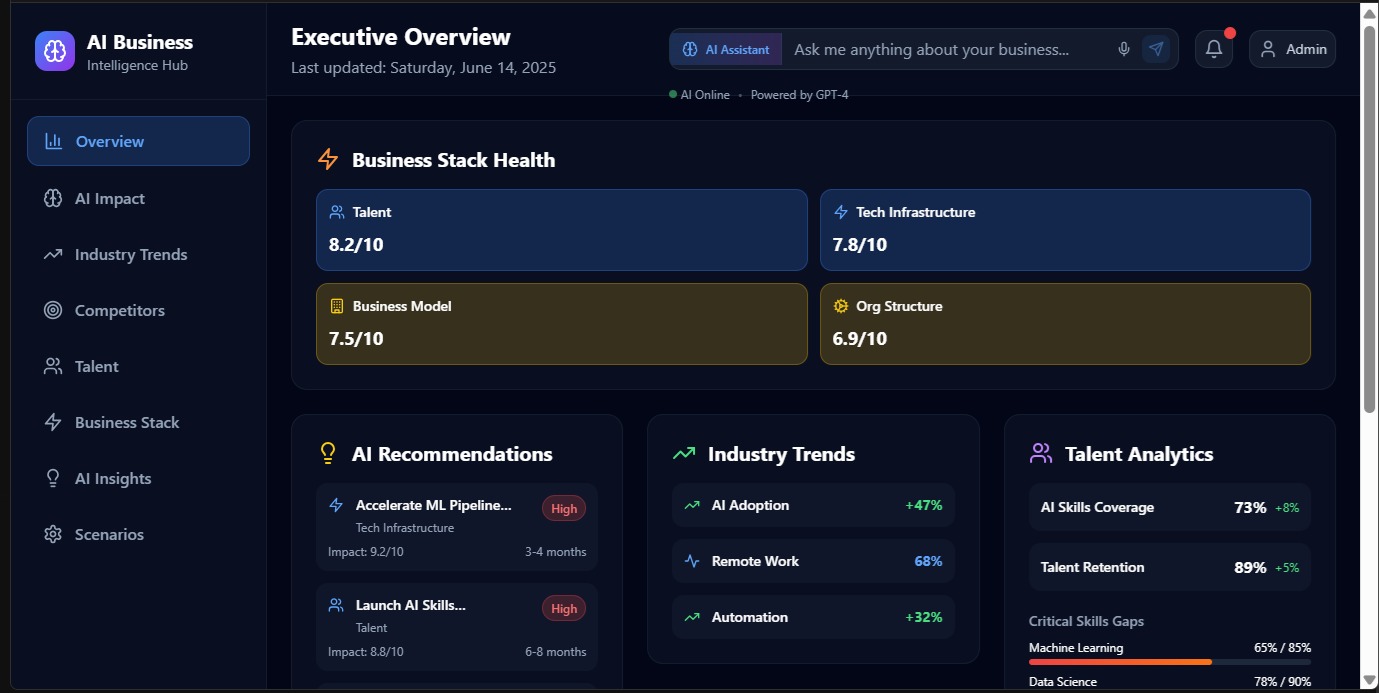 AI Business
Intelligence Hub
Overview
AI Impact
Industry Trends
Competitors
Talent
Business Stack
AI Insights
Scenarios
Executive Overview
Last updated: Saturday, June 14, 2025
AI Assistant
Ask me anything about your business...
Admin
AI Online • Powered by GPT-4
Business Stack Health
Talent
8.2/10
Tech Infrastructure
7.8/10
Business Model
7.5/10
Org Structure
6.9/10
AI Recommendations
Accelerate ML Pipeline...
High
Tech Infrastructure
Impact: 9.2/10
3-4 months
Launch AI Skills...
High
Talent
Impact: 8.8/10
6-8 months
Industry Trends
AI Adoption +47%
Remote Work 68%
Automation +32%
Talent Analytics
AI Skills Coverage 73% +8%
Talent Retention 89% +5%
Critical Skills Gaps
Machine Learning 65% / 85%
Data Science 78% / 90%